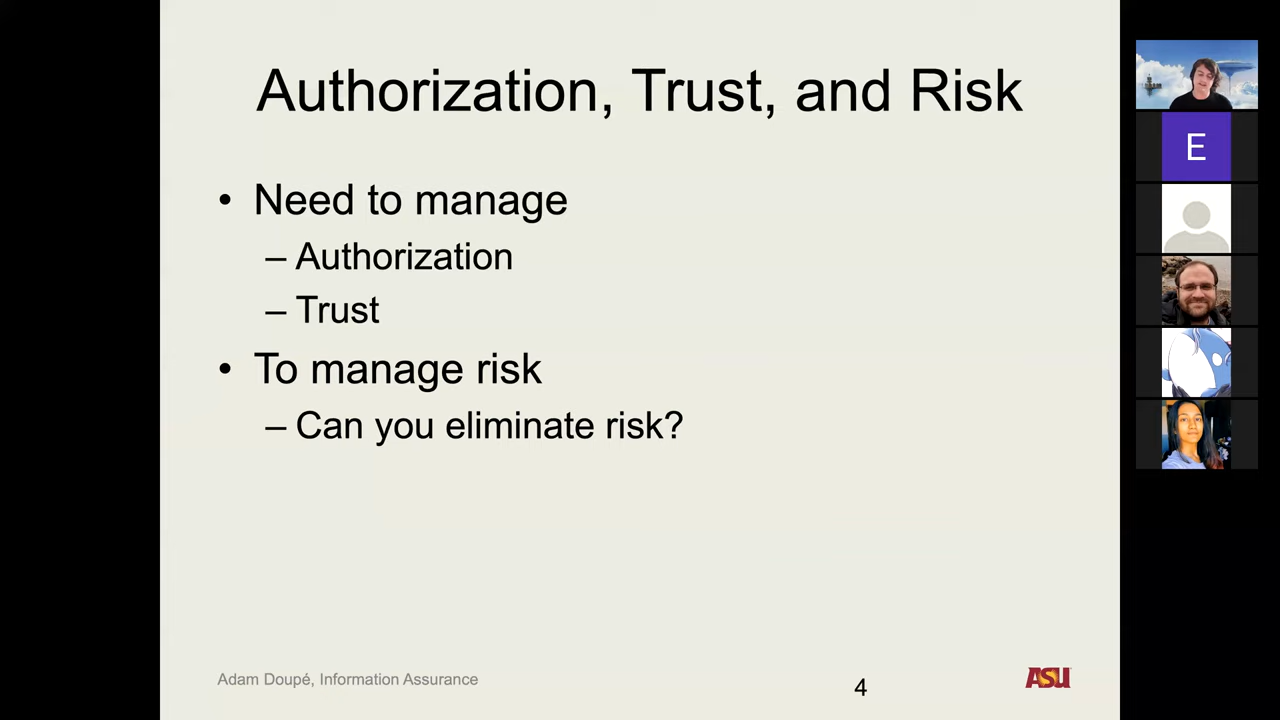 Authorization, Trust, and Risk
• Need to manage
– Authorization
– Trust
• To manage risk
– Can you eliminate risk?
Adam Doupé, Information Assurance
4
ASU
E